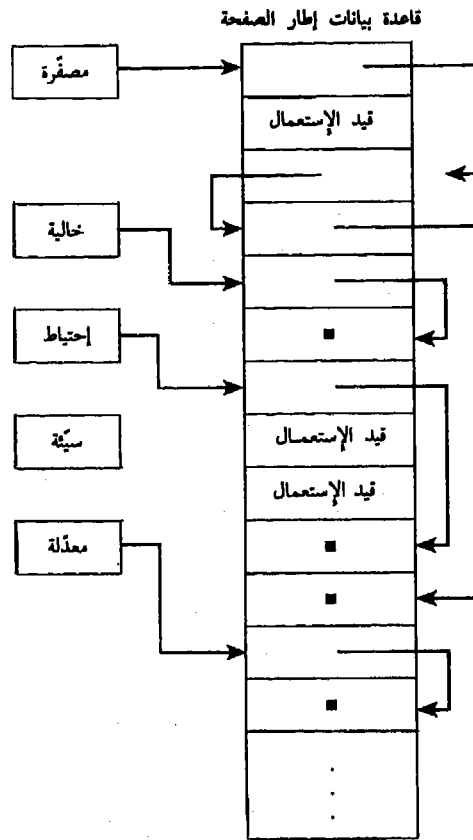 قاعدة بيانات إطار الصفحة
مصفّرة
قيد الإستعمال
خالية
إحتياط
قيد الإستعمال
سيّئة
قيد الإستعمال
معدّلة